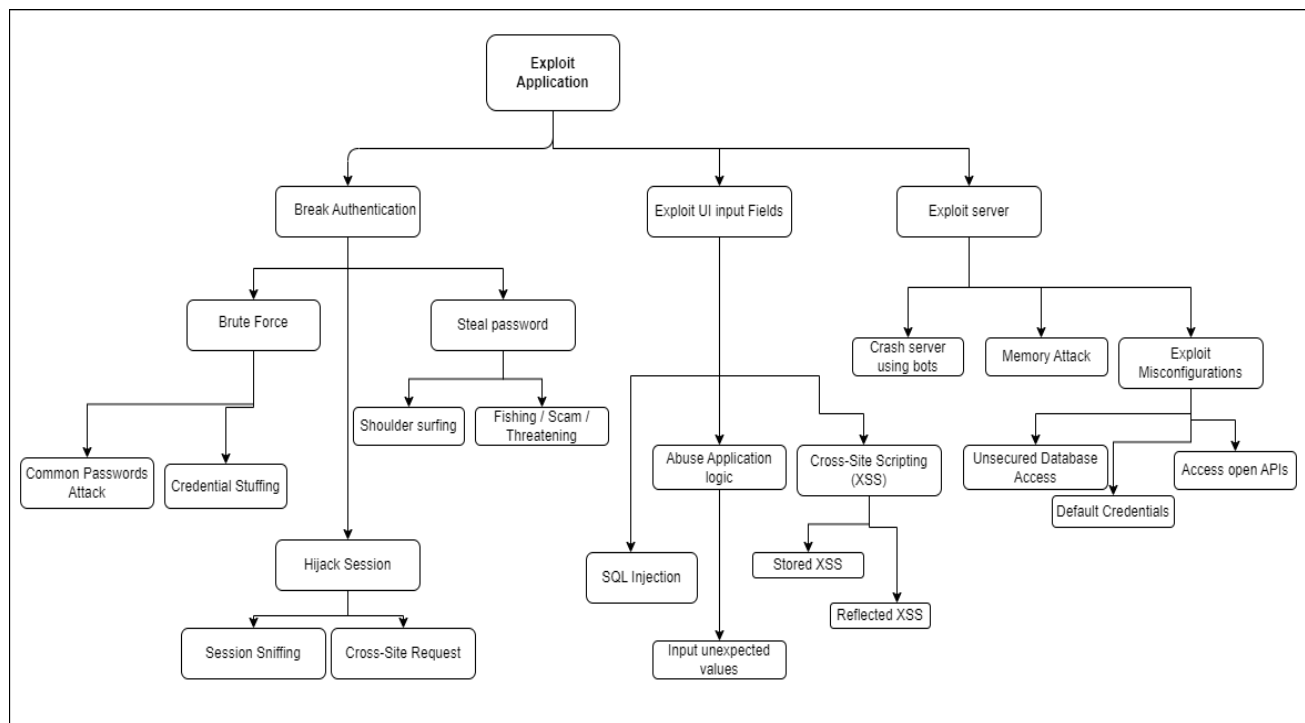 Exploit
Application
Break Authentication
Exploit UI input Fields
Exploit server
Brute Force
Steal password
Crash server
using bots
Memory Attack
Exploit
Misconfigurations
Shoulder surfing
Fishing / Scam /
Threatening
Common Passwords
Attack
Credential Stuffing
Abuse Application
logic
Cross-Site Scripting
(XSS)
Unsecured Database
Access
Default Credentials
Access open APIs
Hijack Session
SQL Injection
Stored XSS
Reflected XSS
Session Sniffing
Cross-Site Request
Input unexpected
values